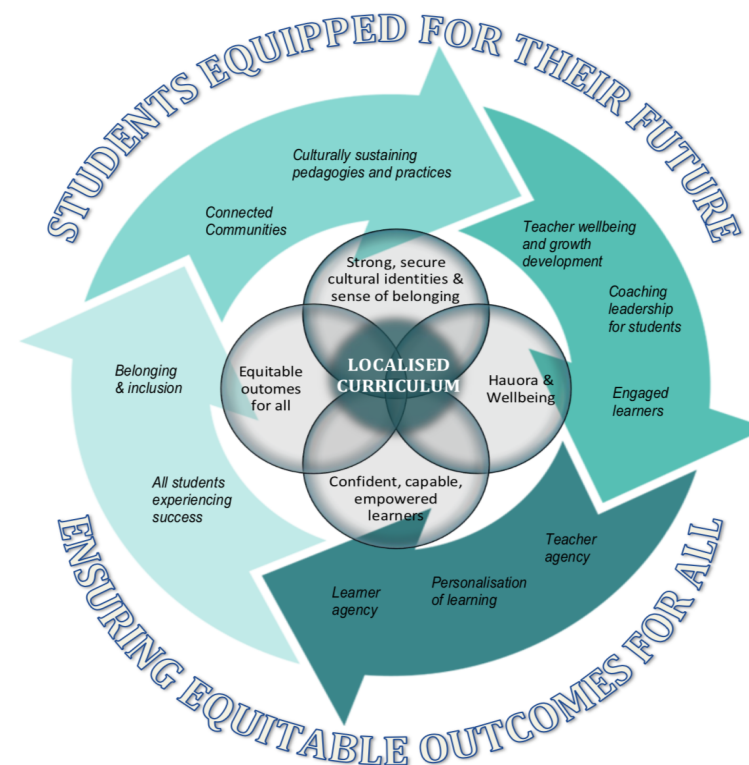 STUDENTS EQUIPPED FOR THEIR FUTURE
Culturally sustaining
pedagogies and practices
Connected
Communities
Teacher wellbeing
and growth
development
Coaching
leadership
for students
Engaged
learners
Strong, secure
cultural identities &
sense of belonging
Belonging
& inclusion
Equitable
outcomes
for all
LOCALISED
CURRICULUM
Hauora &
Wellbeing
All students
experiencing
success
Confident, capable,
empowered
learners
Teacher
agency
Personalisation
of learning
Learner
agency
ENSURING EQUITABLE OUTCOMES FOR ALL